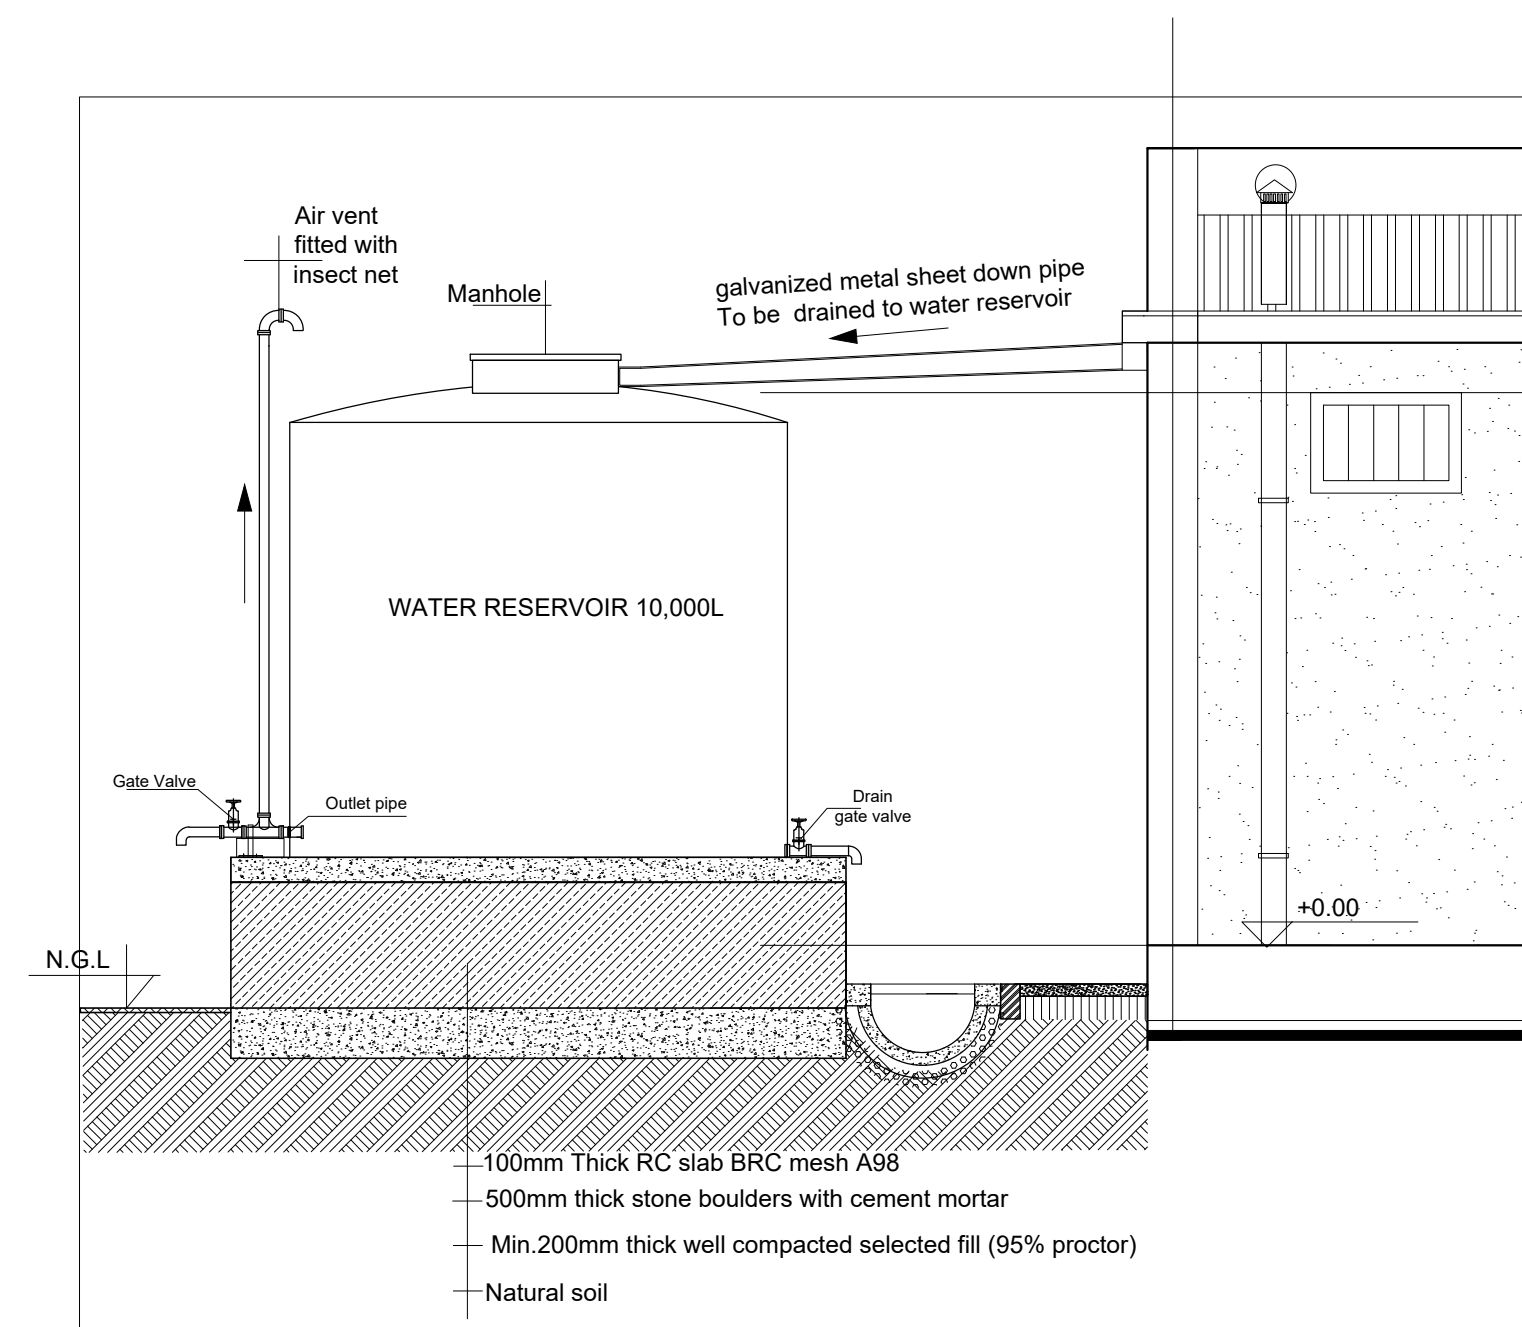 Air vent
fitted with
insect net
Manhole
galvanized metal sheet down pipe
To be drained to water reservoir
WATER RESERVOIR 10,000L
Gate Valve
Outlet pipe
Drain
gate valve
+0.00
N.G.L
100mm Thick RC slab BRC mesh A98
500mm thick stone boulders with cement mortar
Min.200mm thick well compacted selected fill (95% proctor)
Natural soil